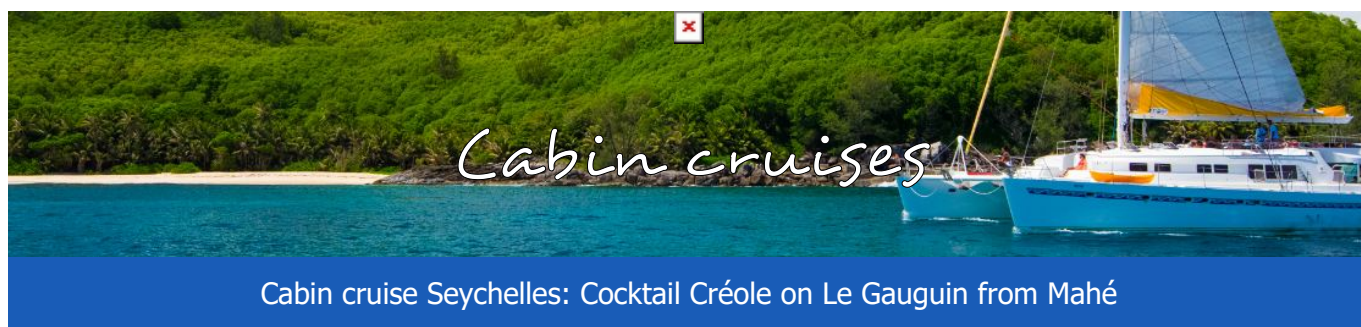 Cabin cruises
Cabin cruise Seychelles: Cocktail Créole on Le Gauguin from Mahé